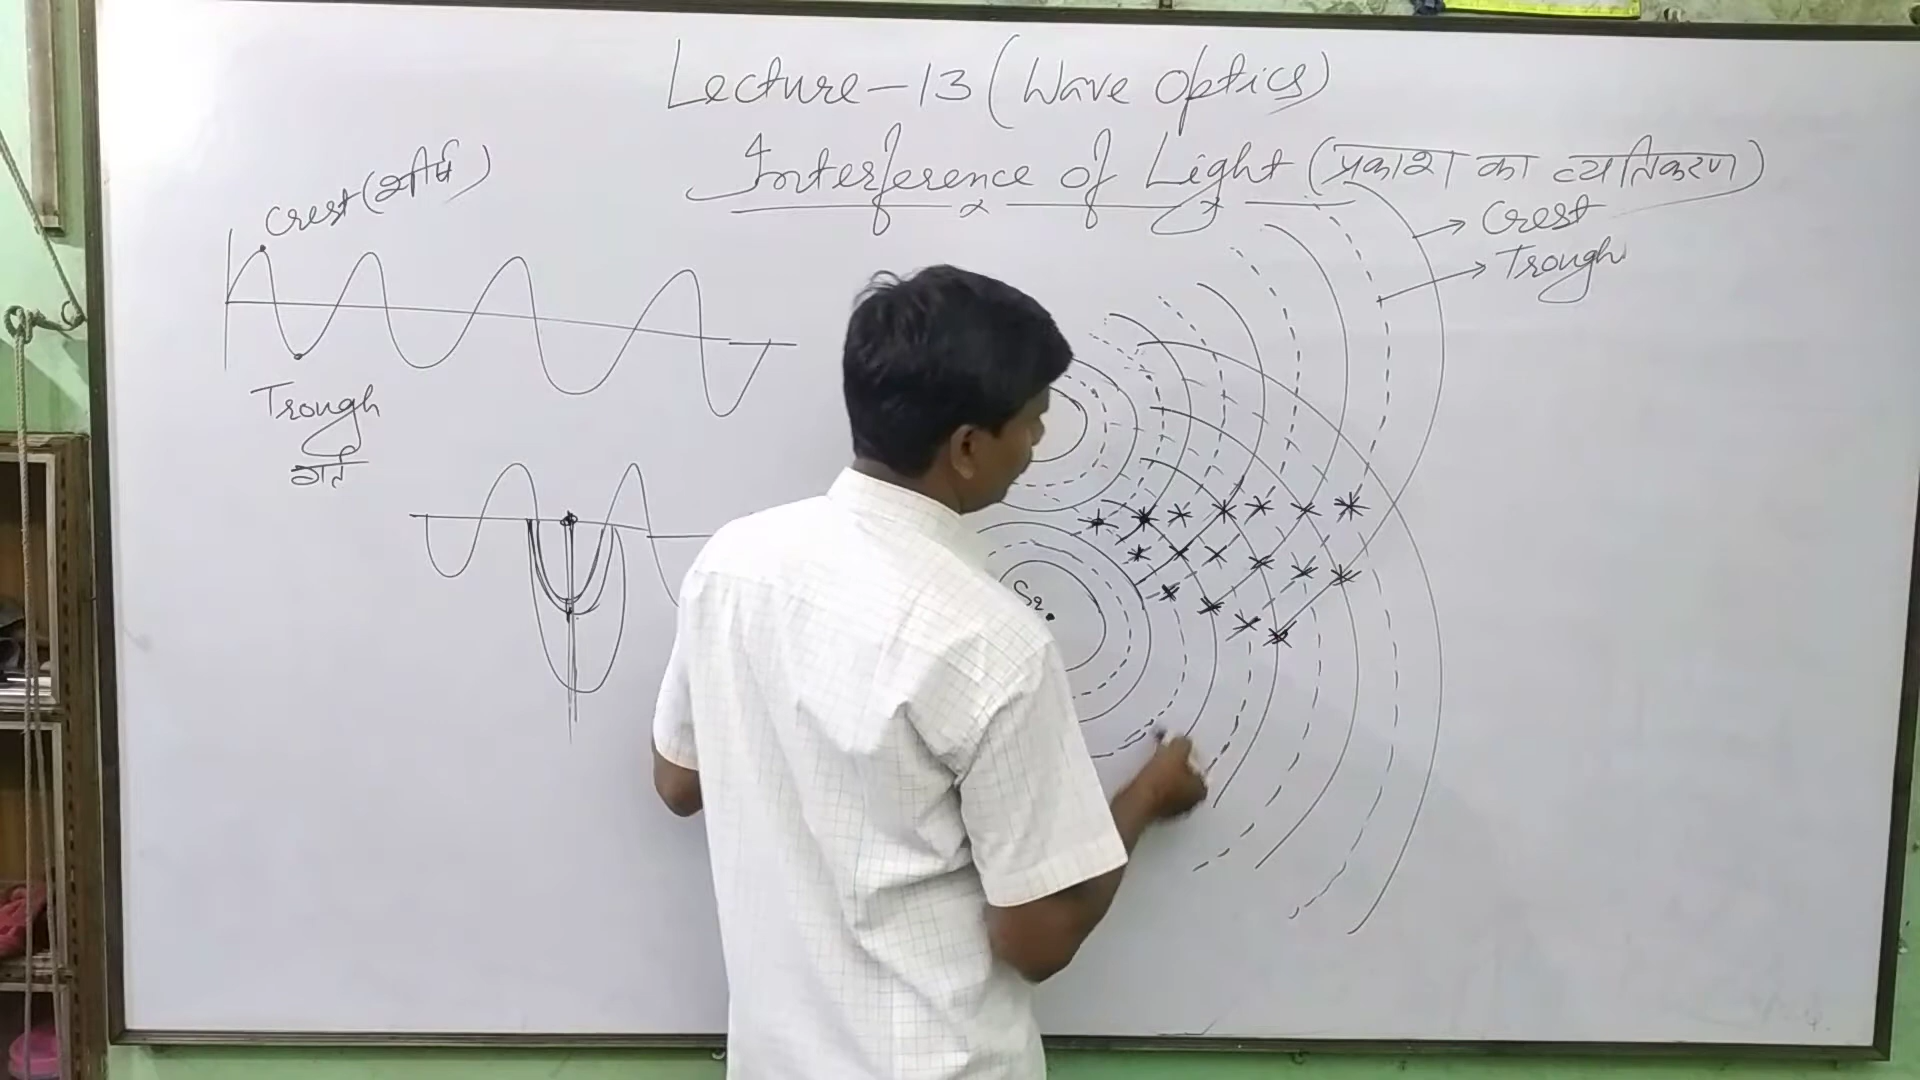 Lecture-13 (Wave Optics)
Interference of Light (प्रकाश का व्यतिकरण)
Crest (शीर्ष)
Crest
Trough
Trough
गर्त
S2